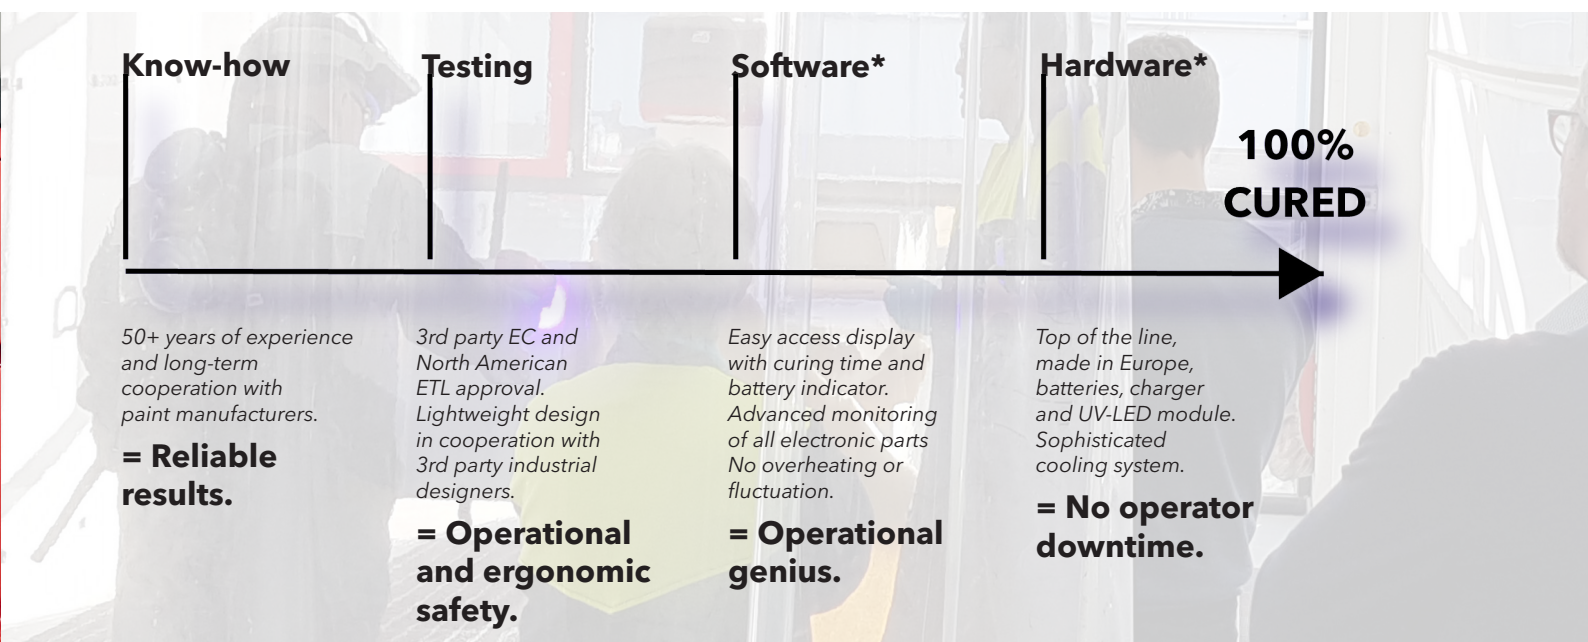 Know-how
Testing
Software*
Hardware*
100%
CURED
50+ years of experience
and long-term
cooperation with
paint manufacturers.
= Reliable
results.
3rd party EC and
North American
ETL approval.
Lightweight design
in cooperation with
3rd party industrial
designers.
= Operational
and ergonomic
safety.
Easy access display
with curing time and
battery indicator.
Advanced monitoring
of all electronic parts
No overheating or
fluctuation.
= Operational
genius.
Top of the line,
made in Europe,
batteries, charger
and UV-LED module.
Sophisticated
cooling system.
= No operator
downtime.